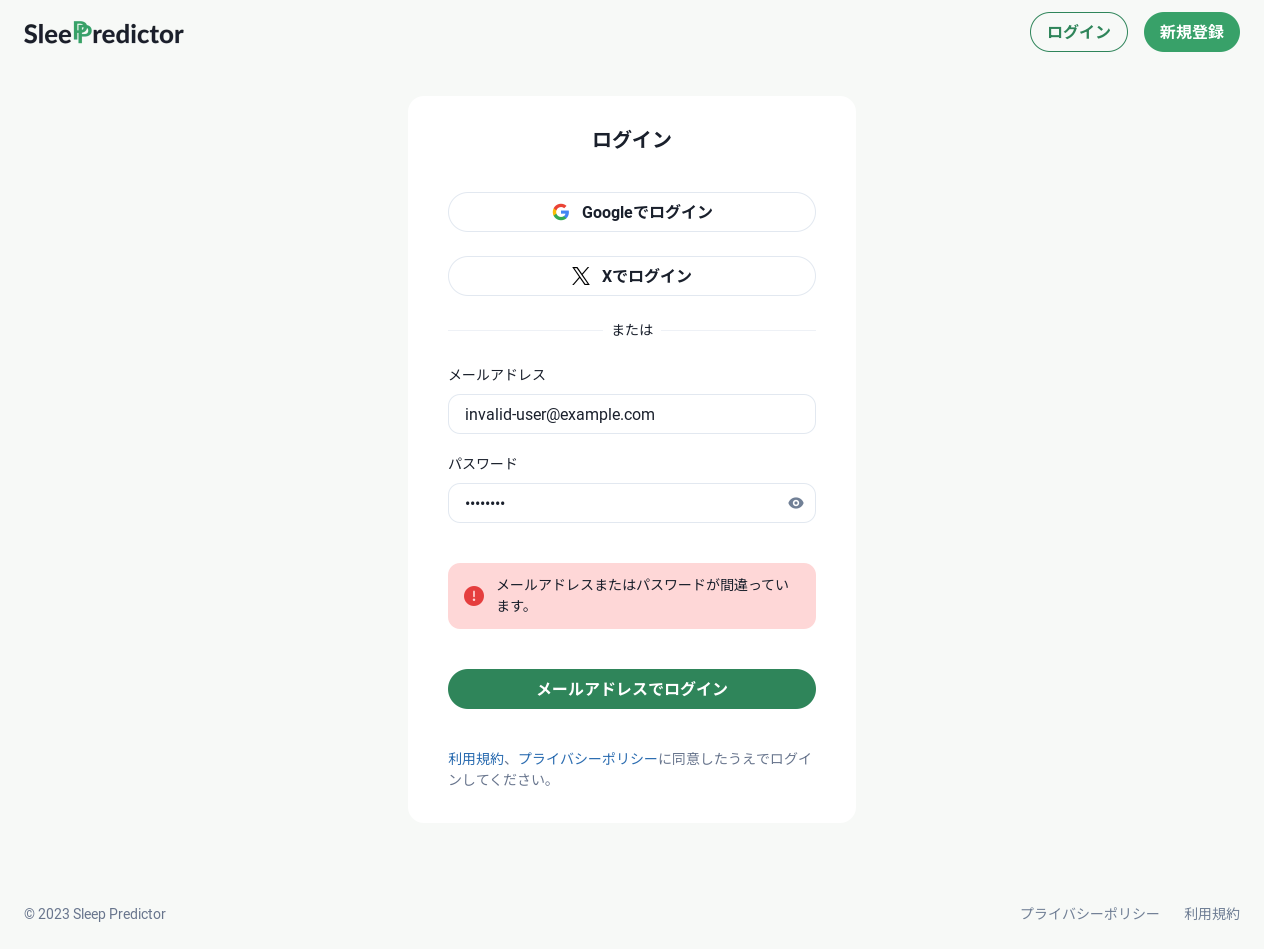 SleePredictor
ログイン
新規登録
ログイン
Googleでログイン
Xでログイン
または
メールアドレス
invalid-user@example.com
パスワード
••••••••
メールアドレスまたはパスワードが間違ってい
ます。
メールアドレスでログイン
利用規約、プライバシーポリシーに同意したうえでログイ
ンしてください。
© 2023 Sleep Predictor
プライバシーポリシー
利用規約